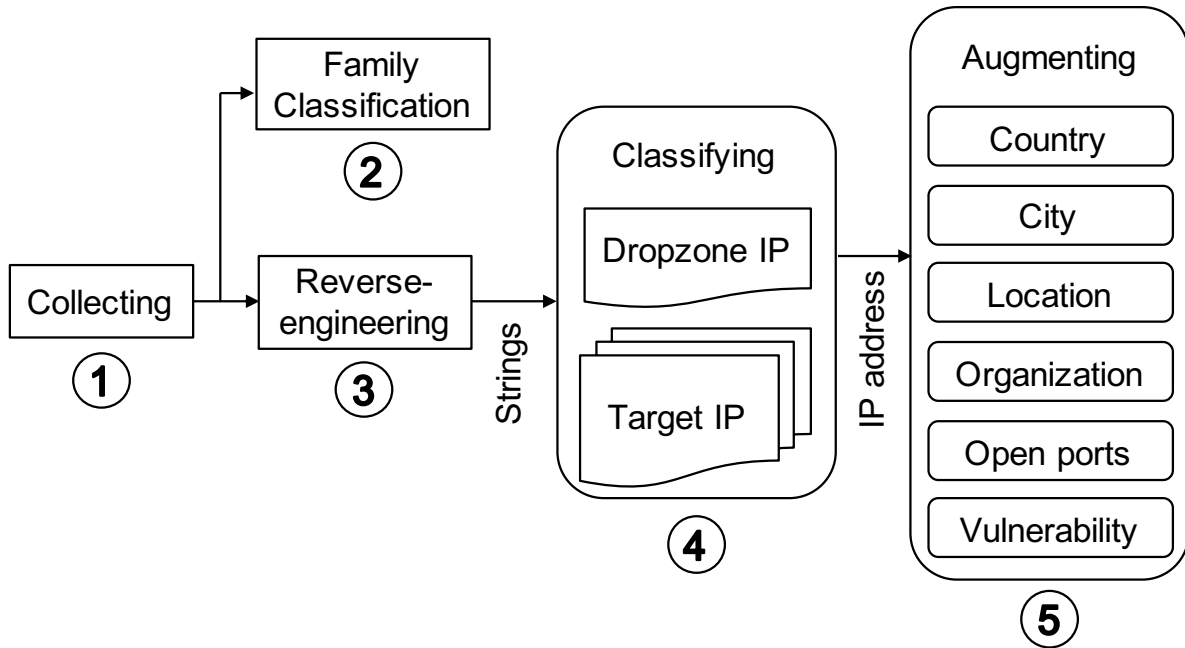 Collecting
1
Family
Classification
2
Reverse-
engineering
3
Strings
Classifying
Dropzone IP
Target IP
4
IP address
Augmenting
Country
City
Location
Organization
Open ports
Vulnerability
5